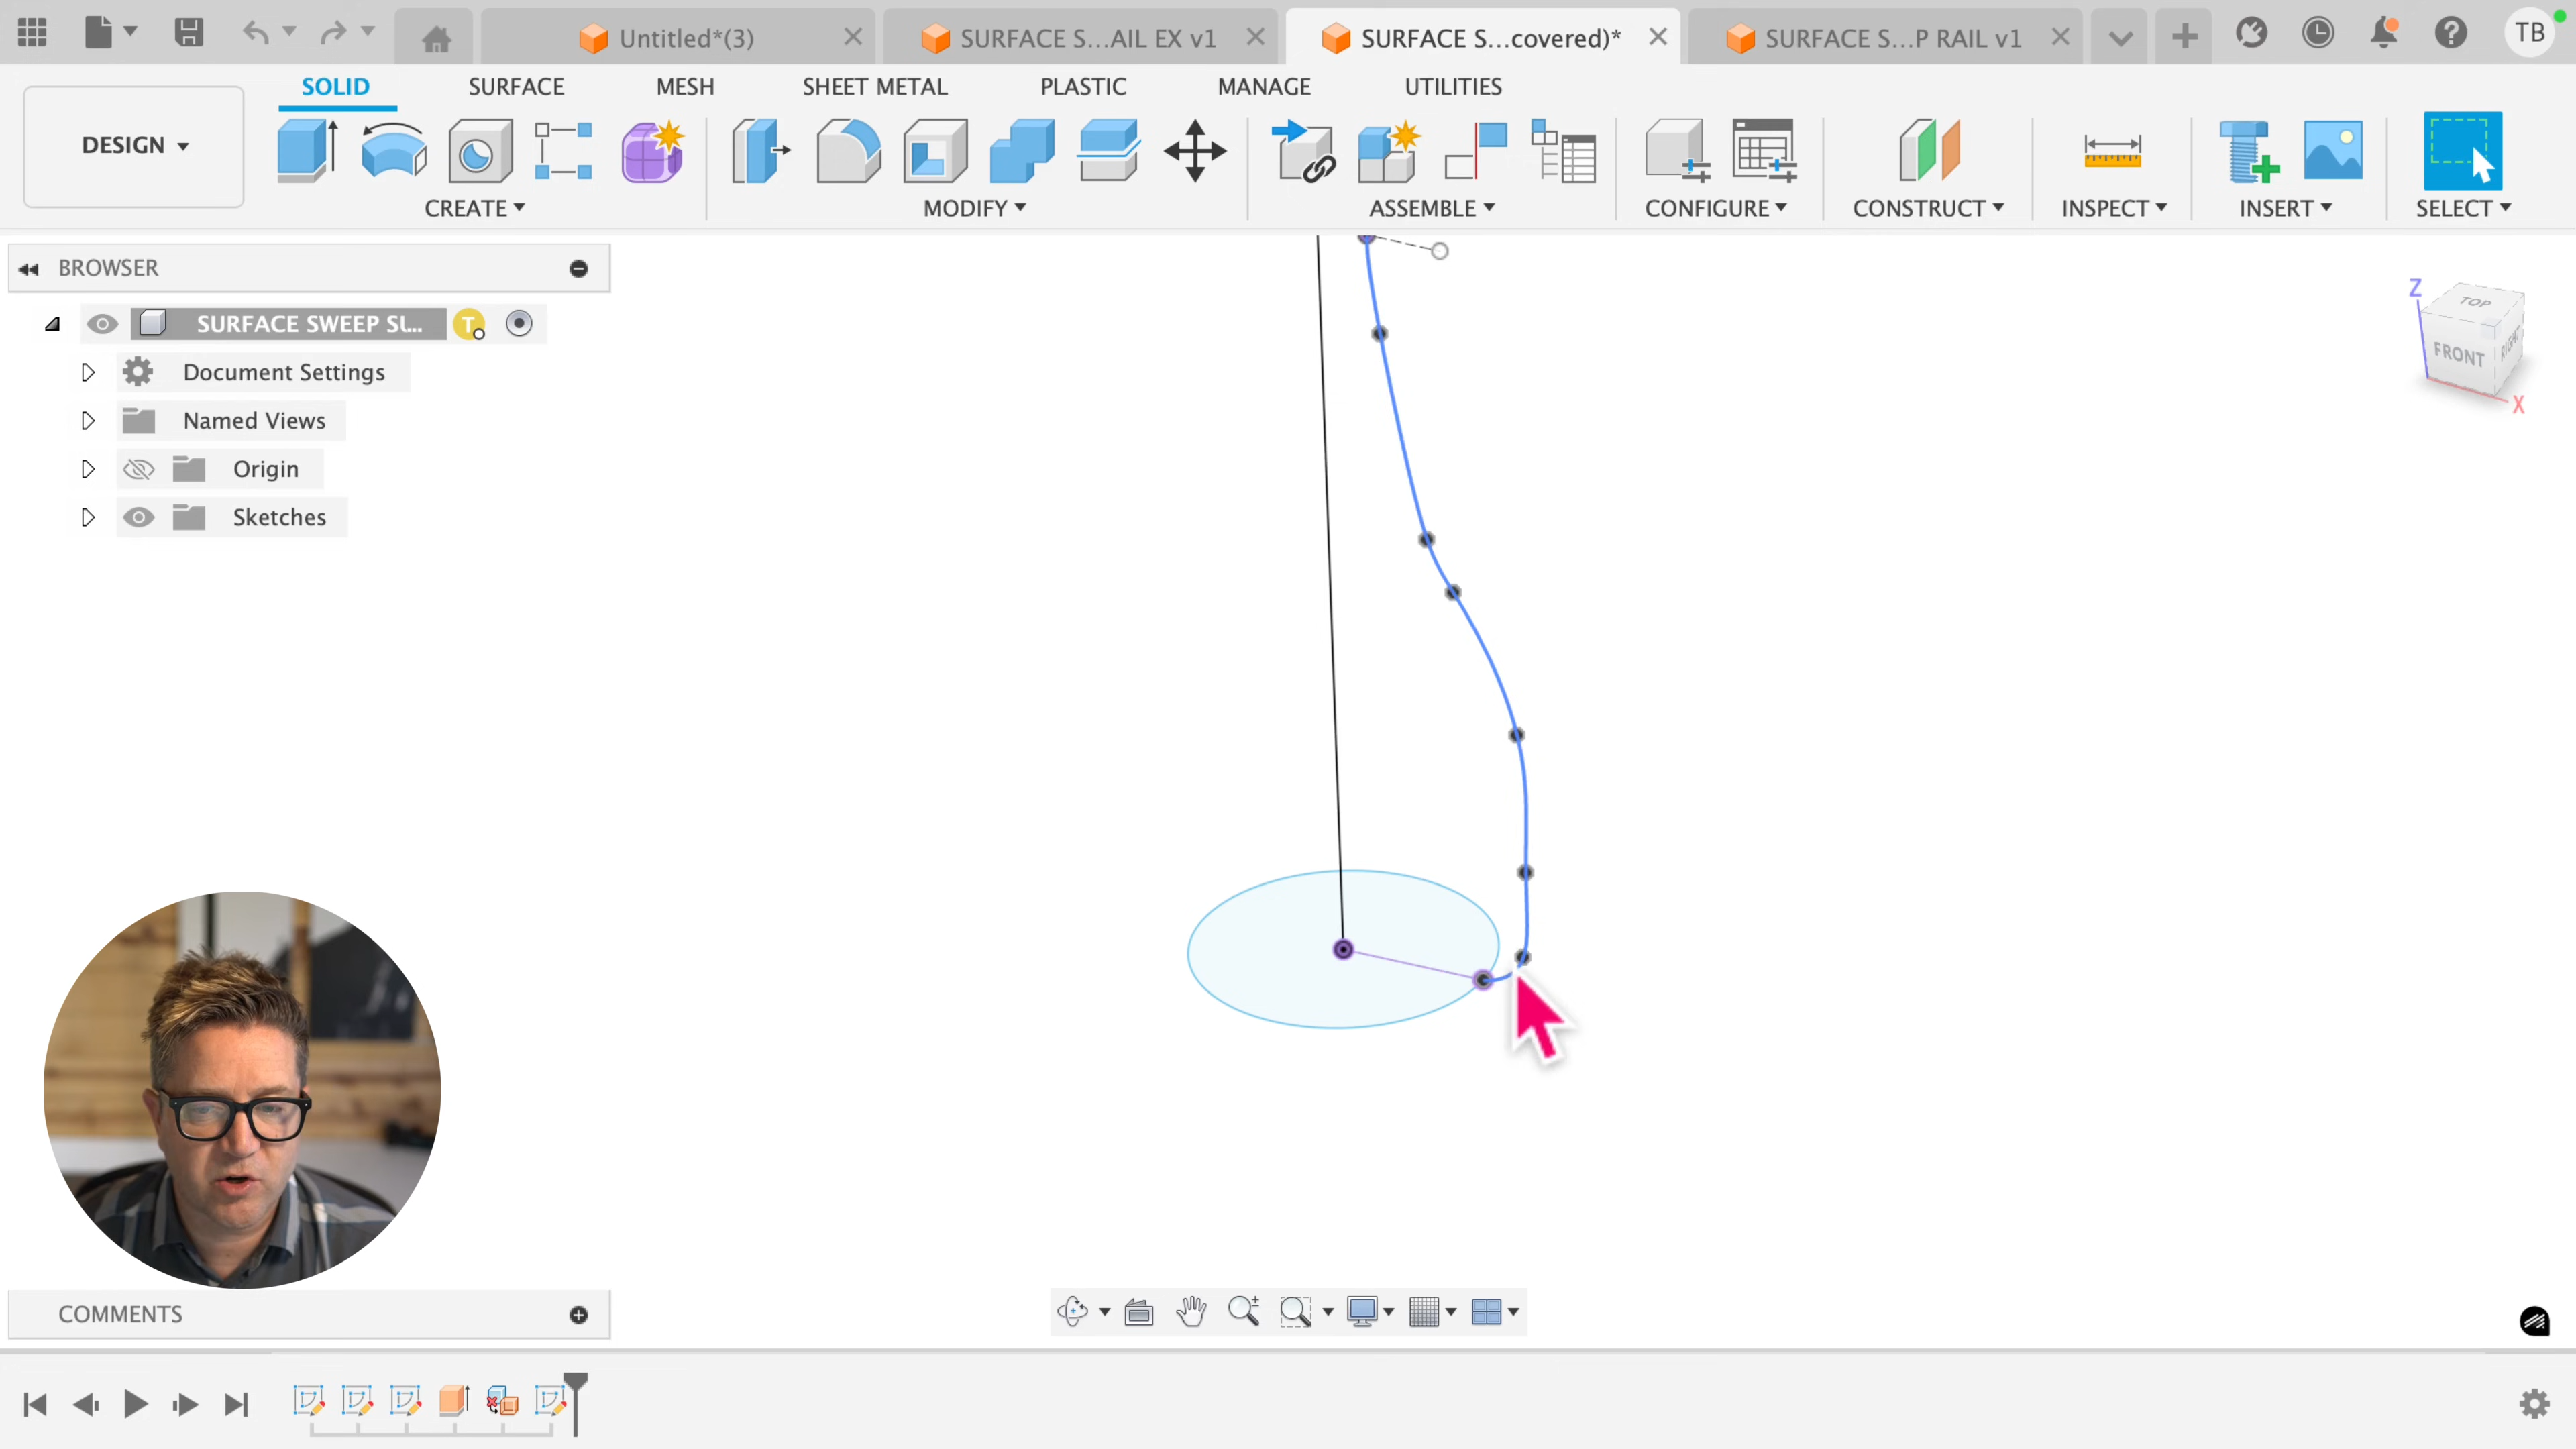 Untitled*(3)
SURFACE S...AIL EX v1
SURFACE S...covered)*
SURFACE S...P RAIL v1
TB
DESIGN
SOLID
SURFACE
MESH
SHEET METAL
PLASTIC
MANAGE
UTILITIES
CREATE
MODIFY
ASSEMBLE
CONFIGURE
CONSTRUCT
INSPECT
INSERT
SELECT
BROWSER
SURFACE SWEEP SI...
T
Document Settings
Named Views
Origin
Sketches
Z
TOP
FRONT
RIGHT
X
COMMENTS